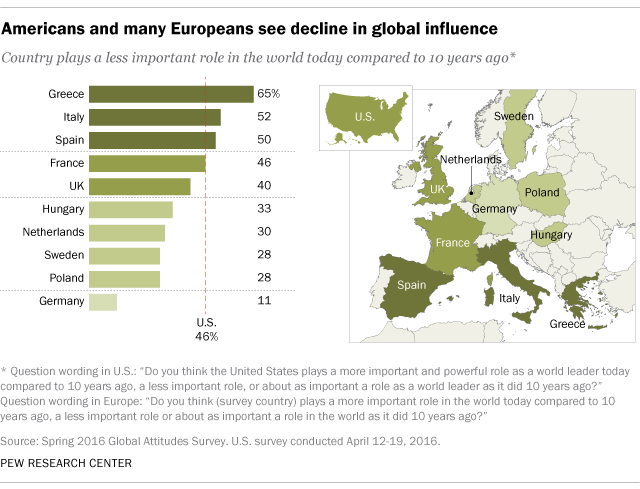 Americans and many Europeans see decline in global influence
Country plays a less important role in the world today compared to 10 years ago*
Greece 65%
Italy 52
Spain 50
France 46
UK 40
Hungary 33
Netherlands 30
Sweden 28
Poland 28
Germany 11
U.S.
46%
U.S.
Sweden
Netherlands
UK
Poland
Germany
Hungary
France
Spain
Italy
Greece
* Question wording in U.S.: “Do you think the United States plays a more important and powerful role as a world leader today
compared to 10 years ago, a less important role, or about as important a role as a world leader as it did 10 years ago?”
Question wording in Europe: “Do you think (survey country) plays a more important role in the world today compared to 10
years ago, a less important role or about as important a role in the world as it did 10 years ago?”
Source: Spring 2016 Global Attitudes Survey. U.S. survey conducted April 12-19, 2016.
PEW RESEARCH CENTER